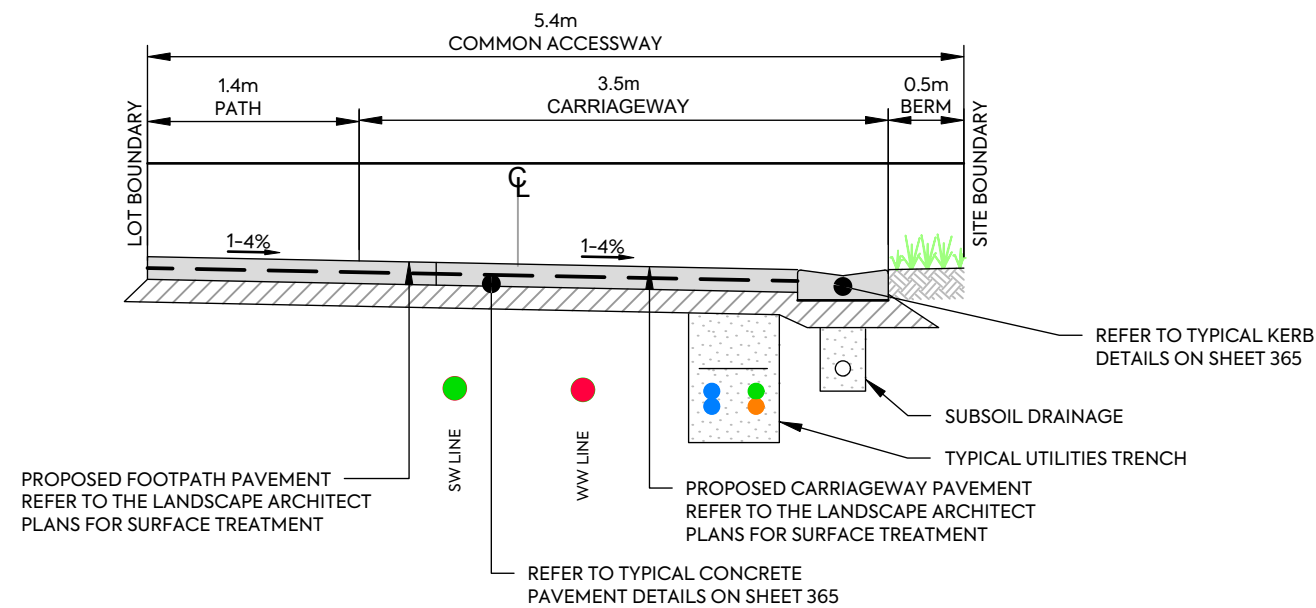 5.4m
COMMON ACCESSWAY
1.4m
PATH
3.5m
CARRIAGEWAY
0.5m
BERM
LOT BOUNDARY
SITE BOUNDARY
℄
1-4%
1-4%
REFER TO TYPICAL KERB
DETAILS ON SHEET 365
SUBSOIL DRAINAGE
TYPICAL UTILITIES TRENCH
SW LINE
WW LINE
PROPOSED FOOTPATH PAVEMENT
REFER TO THE LANDSCAPE ARCHITECT
PLANS FOR SURFACE TREATMENT
PROPOSED CARRIAGEWAY PAVEMENT
REFER TO THE LANDSCAPE ARCHITECT
PLANS FOR SURFACE TREATMENT
REFER TO TYPICAL CONCRETE
PAVEMENT DETAILS ON SHEET 365